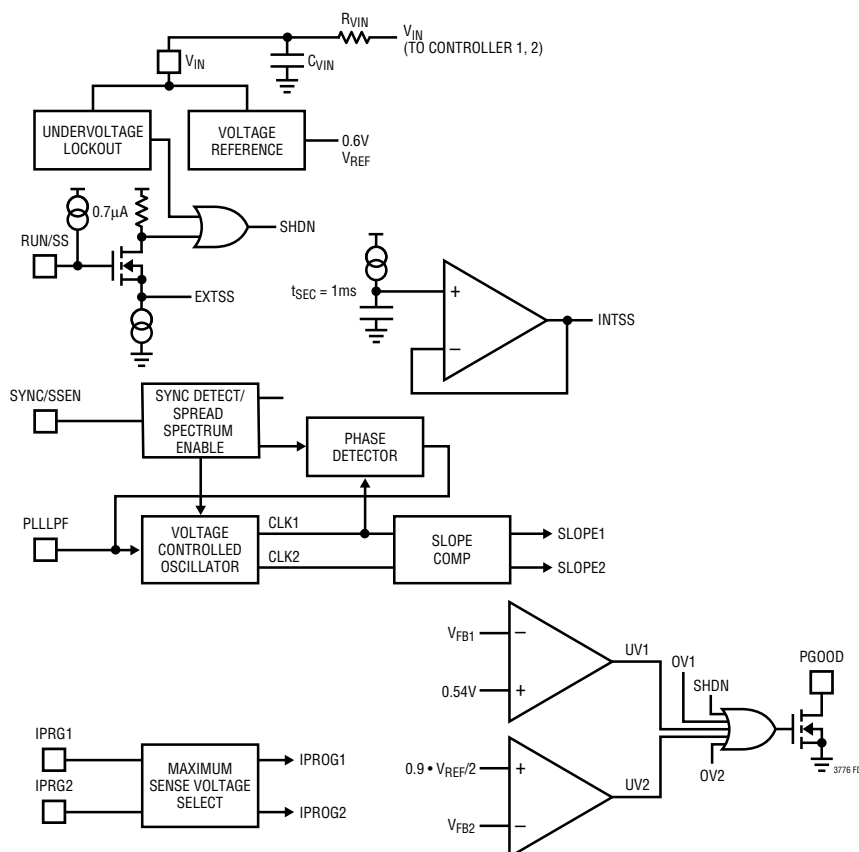 RVIN
VIN
(TO CONTROLLER 1, 2)
VIN
CVIN
UNDERVOLTAGE
LOCKOUT
VOLTAGE
REFERENCE
0.6V
VREF
0.7µA
SHDN
RUN/SS
EXTSS
tSEC = 1ms
+
–
INTSS
SYNC/SSEN
SYNC DETECT/
SPREAD
SPECTRUM
ENABLE
PHASE
DETECTOR
PLLLPF
VOLTAGE
CONTROLLED
OSCILLATOR
CLK1
CLK2
SLOPE
COMP
SLOPE1
SLOPE2
VFB1
–
0.54V
+
UV1
OV1
SHDN
PGOOD
IPRG1
IPRG2
MAXIMUM
SENSE VOLTAGE
SELECT
IPROG1
IPROG2
0.9 • VREF/2
+
VFB2
–
UV2
OV2
3776 FD